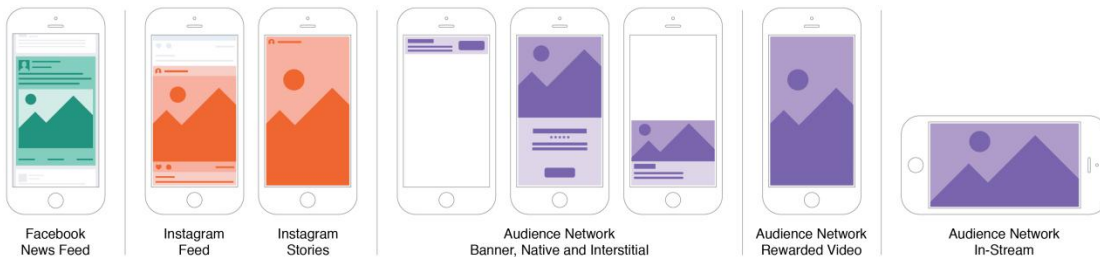 Facebook
News Feed
Instagram
Feed
Instagram
Stories
Audience Network
Banner, Native and Interstitial
Audience Network
Rewarded Video
Audience Network
In-Stream